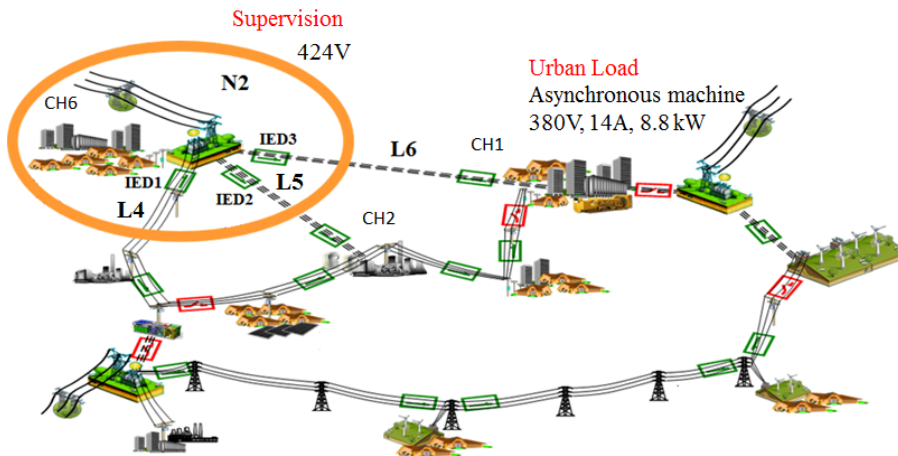 Supervision
424V
N2
Urban Load
Asynchronous machine
380V, 14A, 8.8 kW
CH6
IED3
L6
CH1
IED1
IED2
L5
L4
CH2